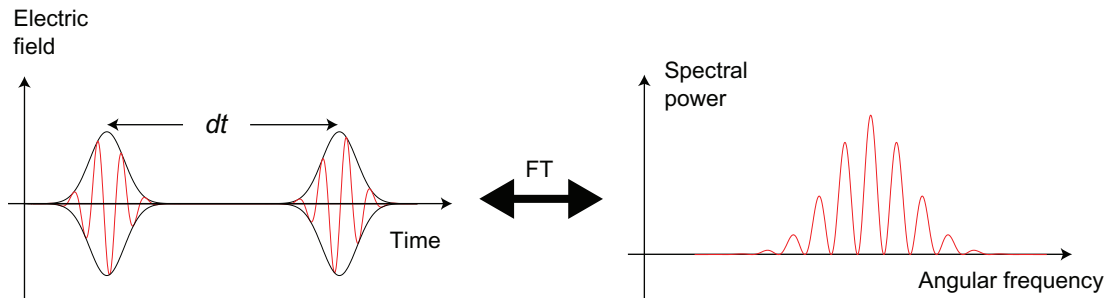 Electric
field
dt
Time
FT
Spectral
power
Angular frequency